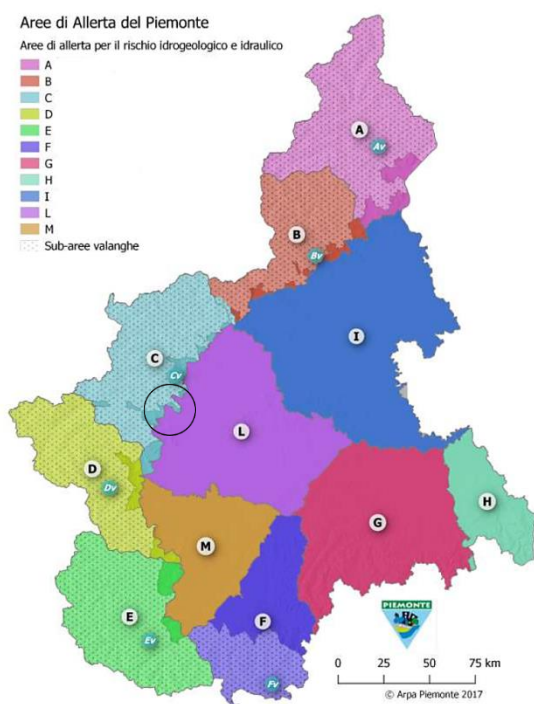 Aree di Allerta del Piemonte
Aree di allerta per il rischio idrogeologico e idraulico
A
B
C
D
E
F
G
H
I
L
M
Sub-aree valanghe
A
Av
B
Bv
I
C
Cv
L
D
Dv
H
G
M
E
Ev
F
Fv
PIEMONTE
0 25 50 75 km
© Arpa Piemonte 2017